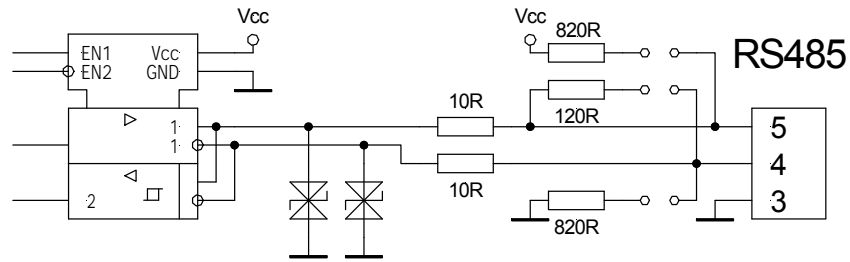 Vcc
Vcc
820R
RS485
EN1 Vcc
EN2 GND
10R
120R
1
5
1
4
10R
2
3
820R